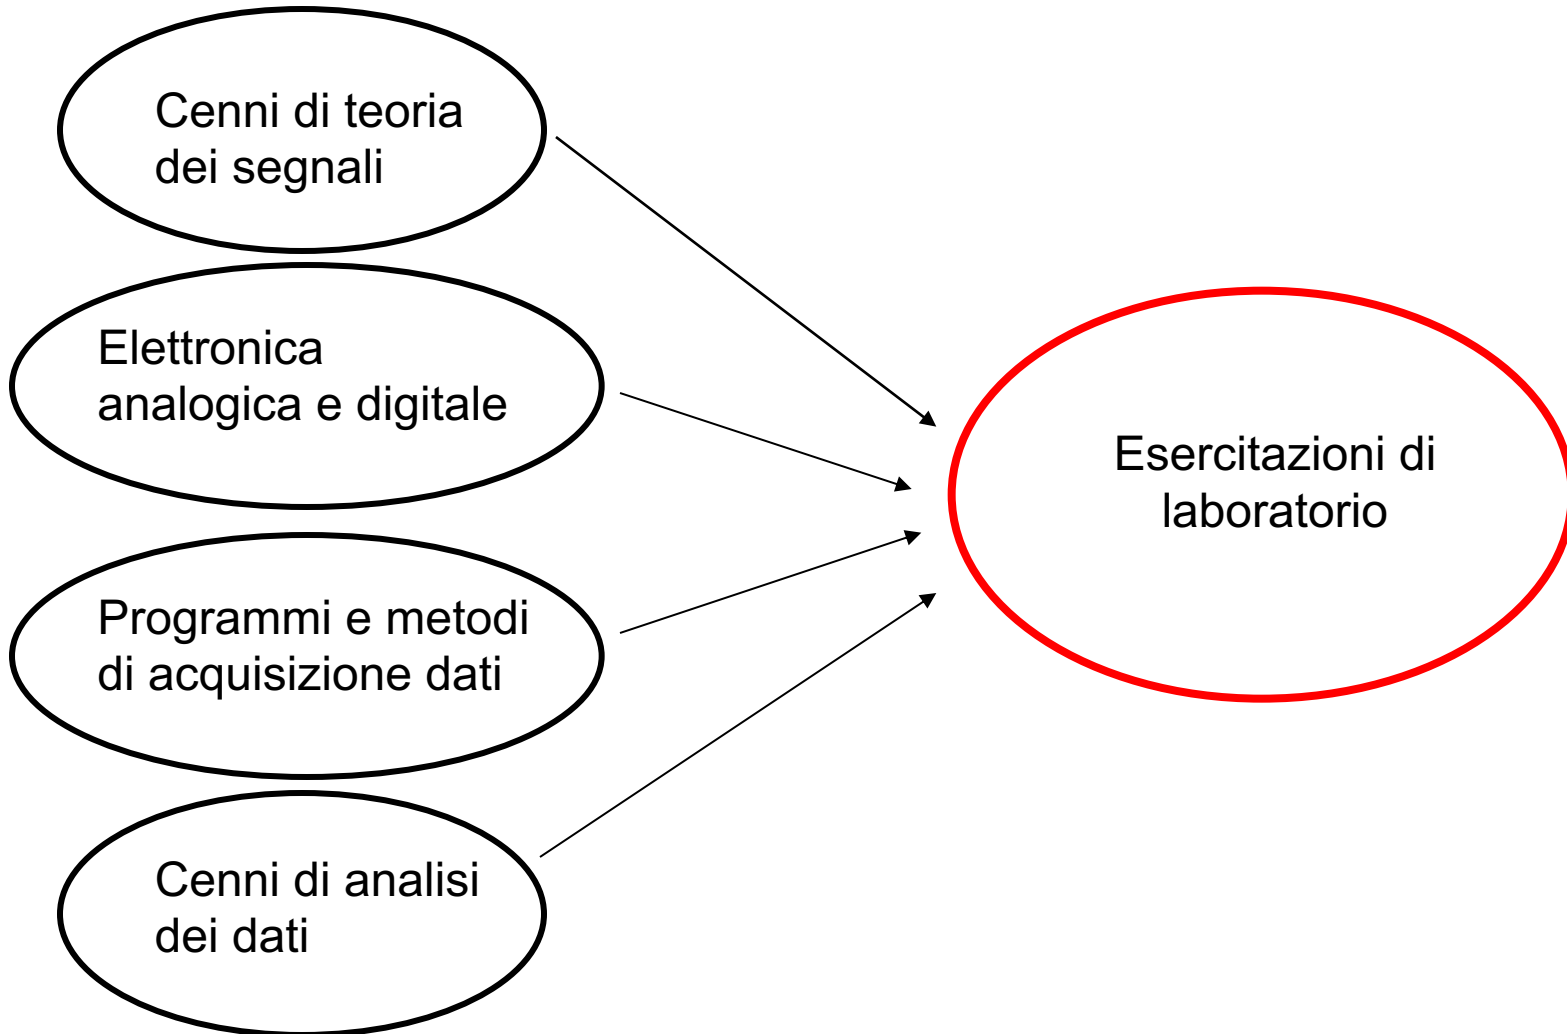 Cenni di teoria
dei segnali
Elettronica
analogica e digitale
Programmi e metodi
di acquisizione dati
Cenni di analisi
dei dati
Esercitazioni di
laboratorio